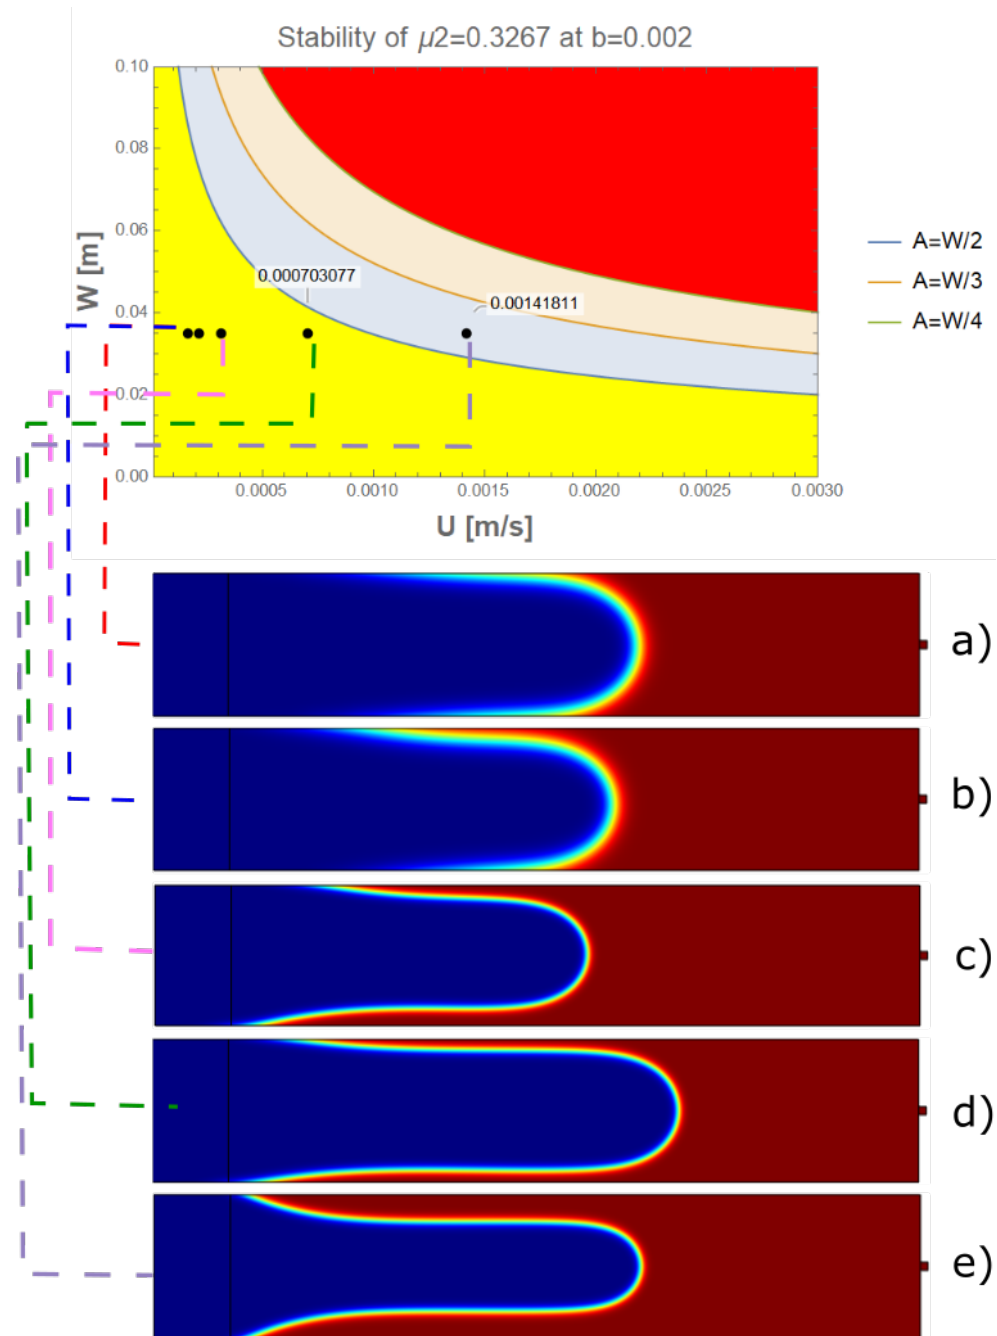 Stability of μ2=0.3267 at b=0.002
0.10
0.08
0.06
0.04
0.02
0.00
W [m]
0.000703077
0.00141811
0.0005
0.0010
0.0015
0.0020
0.0025
0.0030
U [m/s]
A=W/2
A=W/3
A=W/4
a)
b)
c)
d)
e)